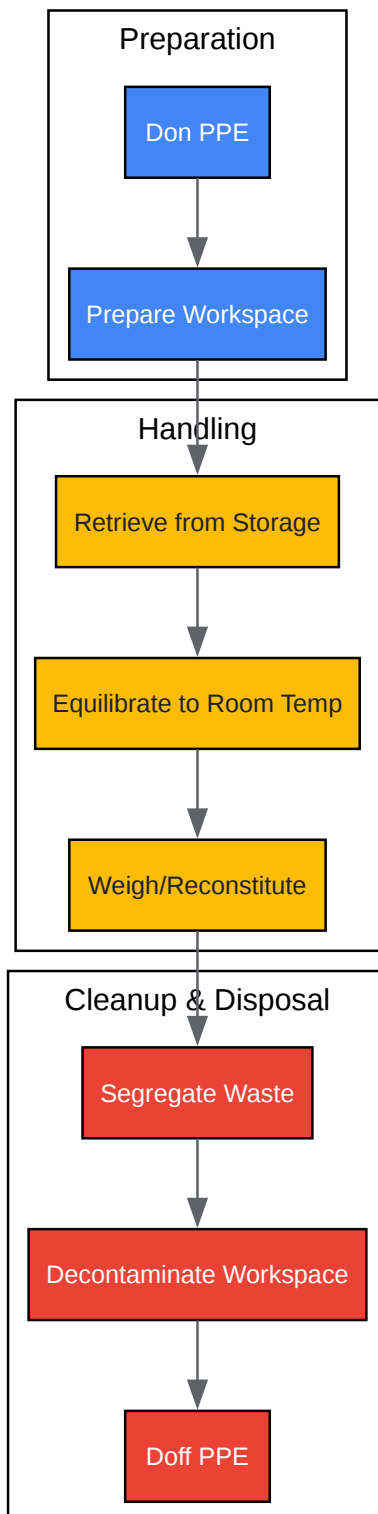 Preparation
Don PPE
Prepare Workspace
Handling
Retrieve from Storage
Equilibrate to Room Temp
Weigh/Reconstitute
Cleanup & Disposal
Segregate Waste
Decontaminate Workspace
Doff PPE